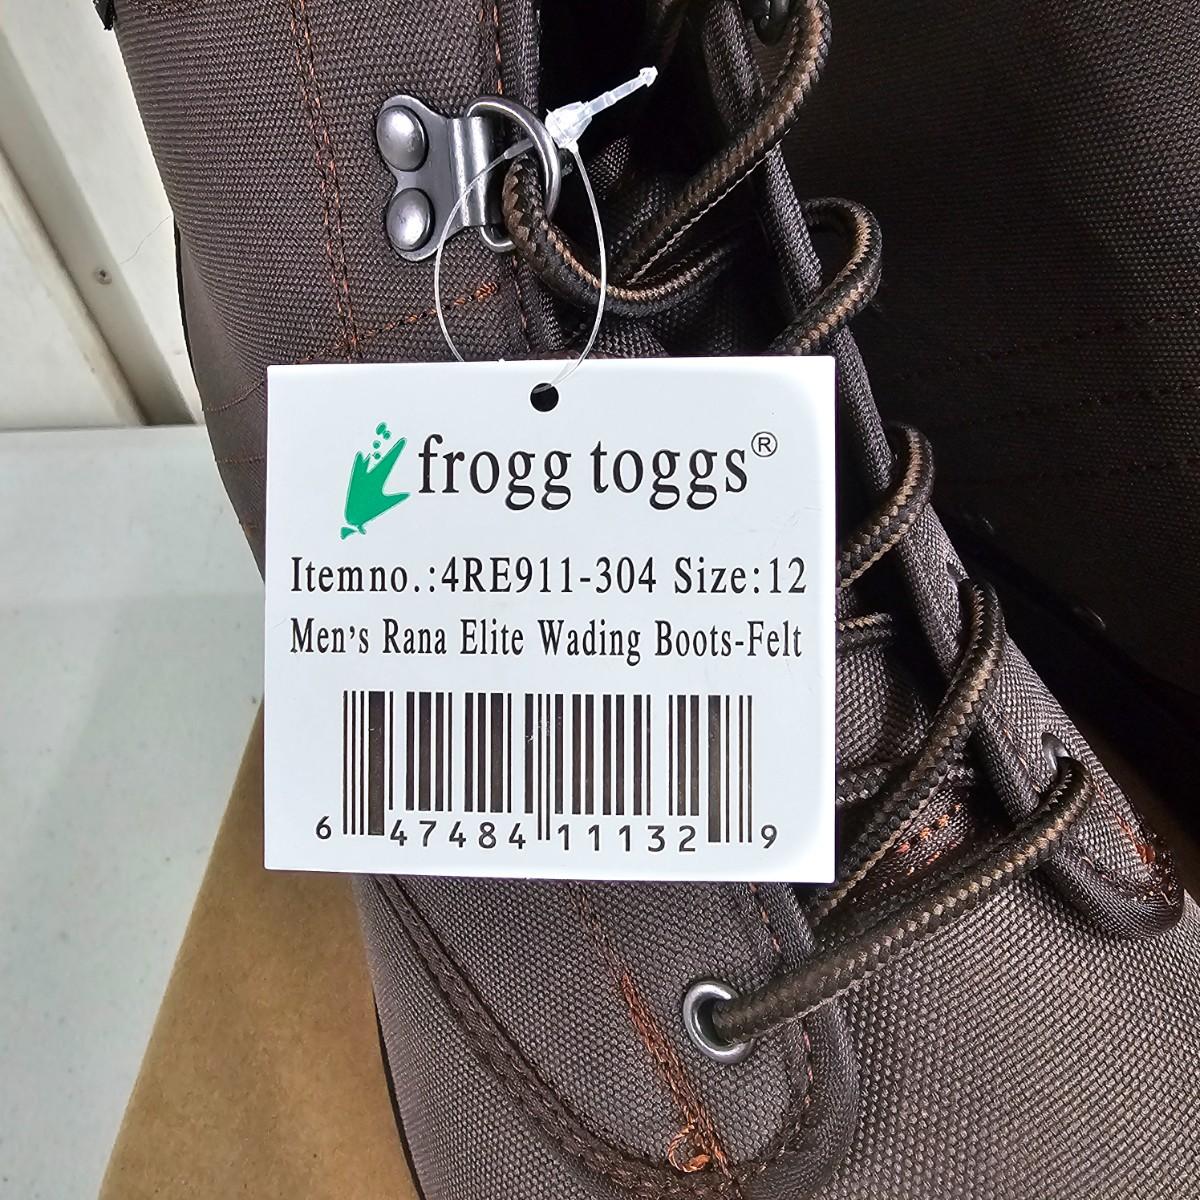 frogg toggs®
Itemno.:4RE911-304 Size:12
Men's Rana Elite Wading Boots-Felt
6 47484 11132 9